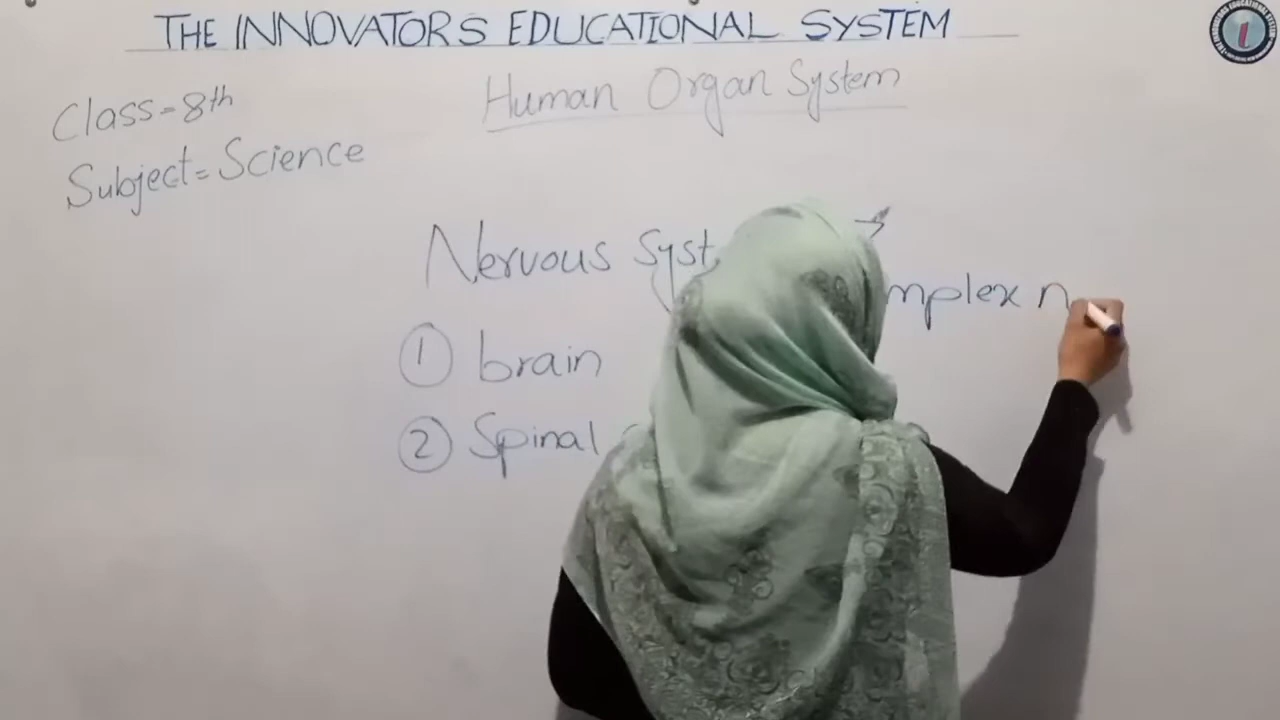 THE INNOVATORS EDUCATIONAL SYSTEM
Human Organ System
Class=8th
Subject=Science
Nervous Syst
mplex n
① brain
② Spinal